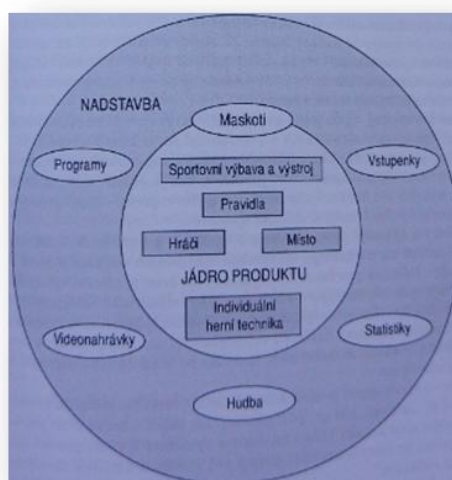 NADSTAVBA
Maskoti
Programy
Vstupenky
Sportovní výbava a výstroj
Pravidla
Hráči
Místo
JÁDRO PRODUKTU
Individuální
herní technika
Videonahrávky
Statistiky
Hudba